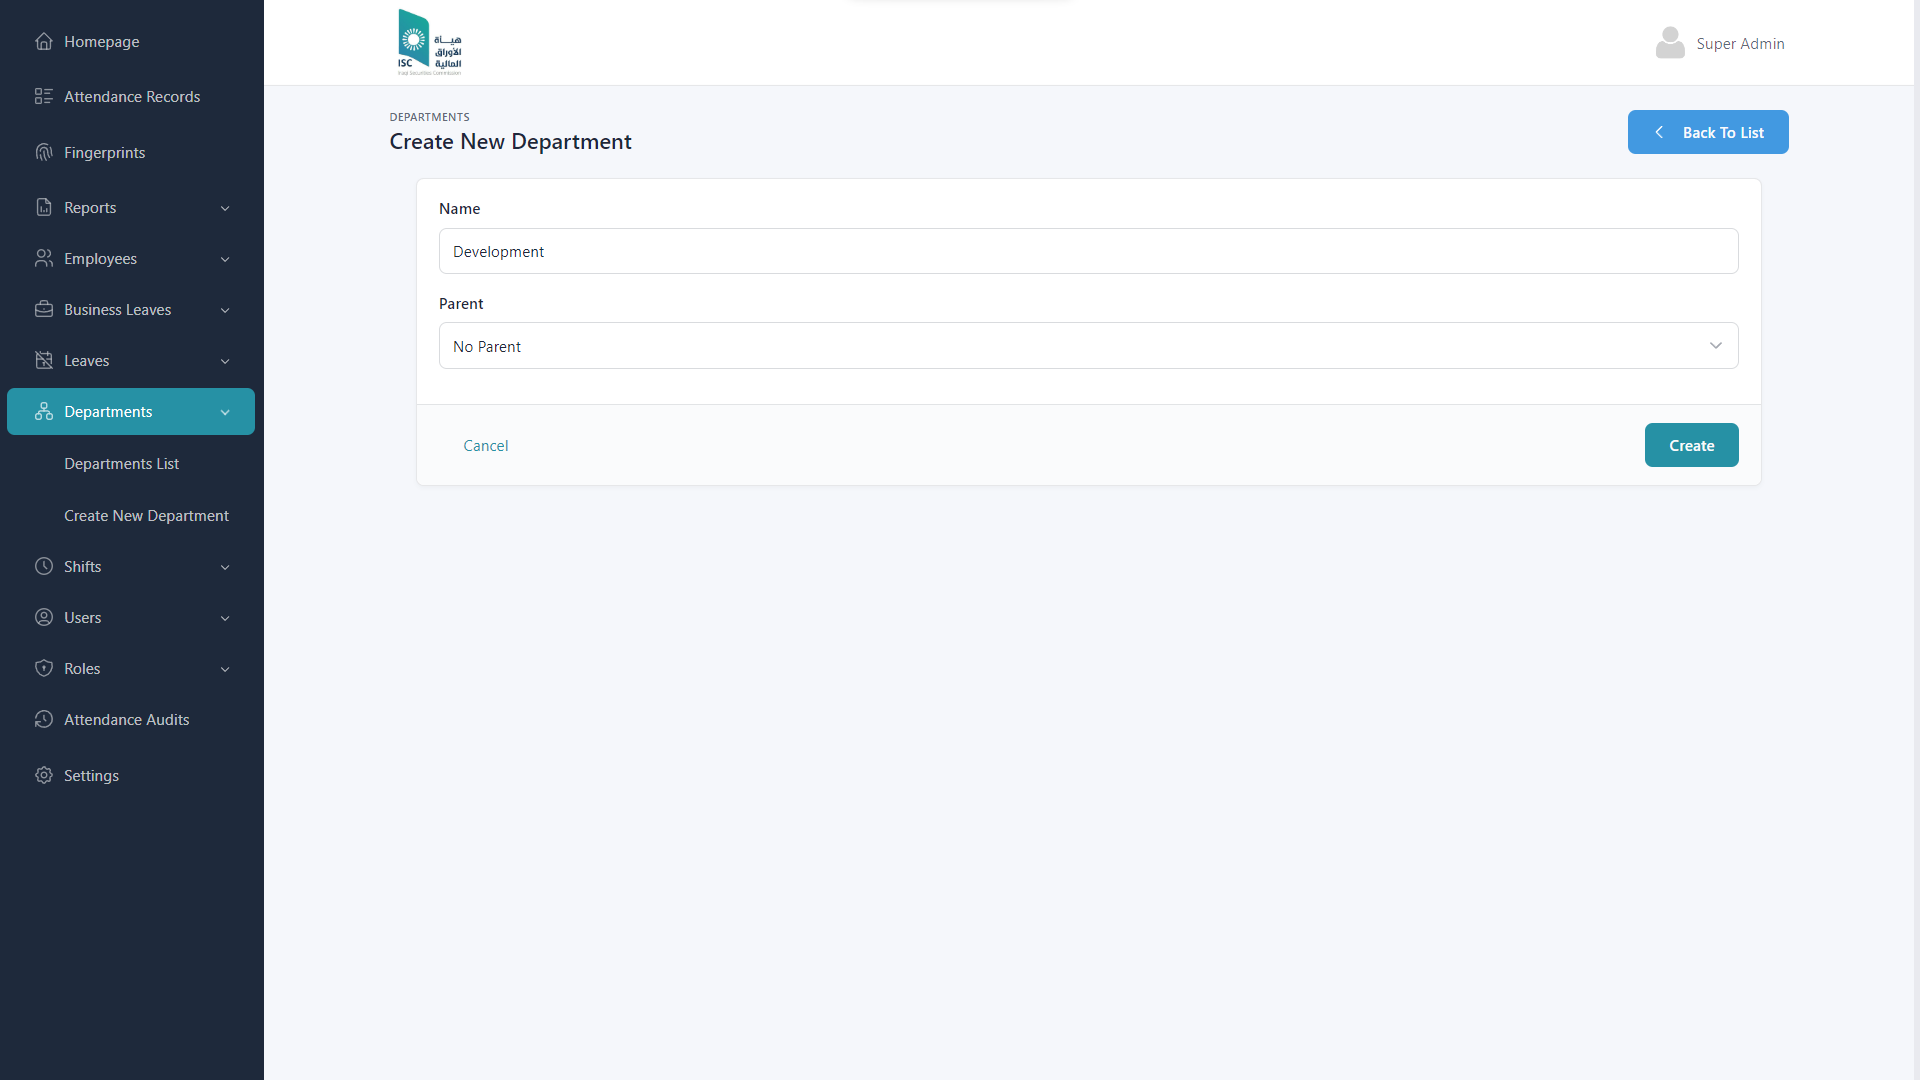 Homepage
Attendance Records
Fingerprints
Reports
Employees
Business Leaves
Leaves
Departments
Departments List
Create New Department
Shifts
Users
Roles
Attendance Audits
Settings
هيـأة
الأوراق
المالية
ISC
Iraqi Securities Commission
Super Admin
DEPARTMENTS
Create New Department
Back To List
Name
Development
Parent
No Parent
Cancel
Create